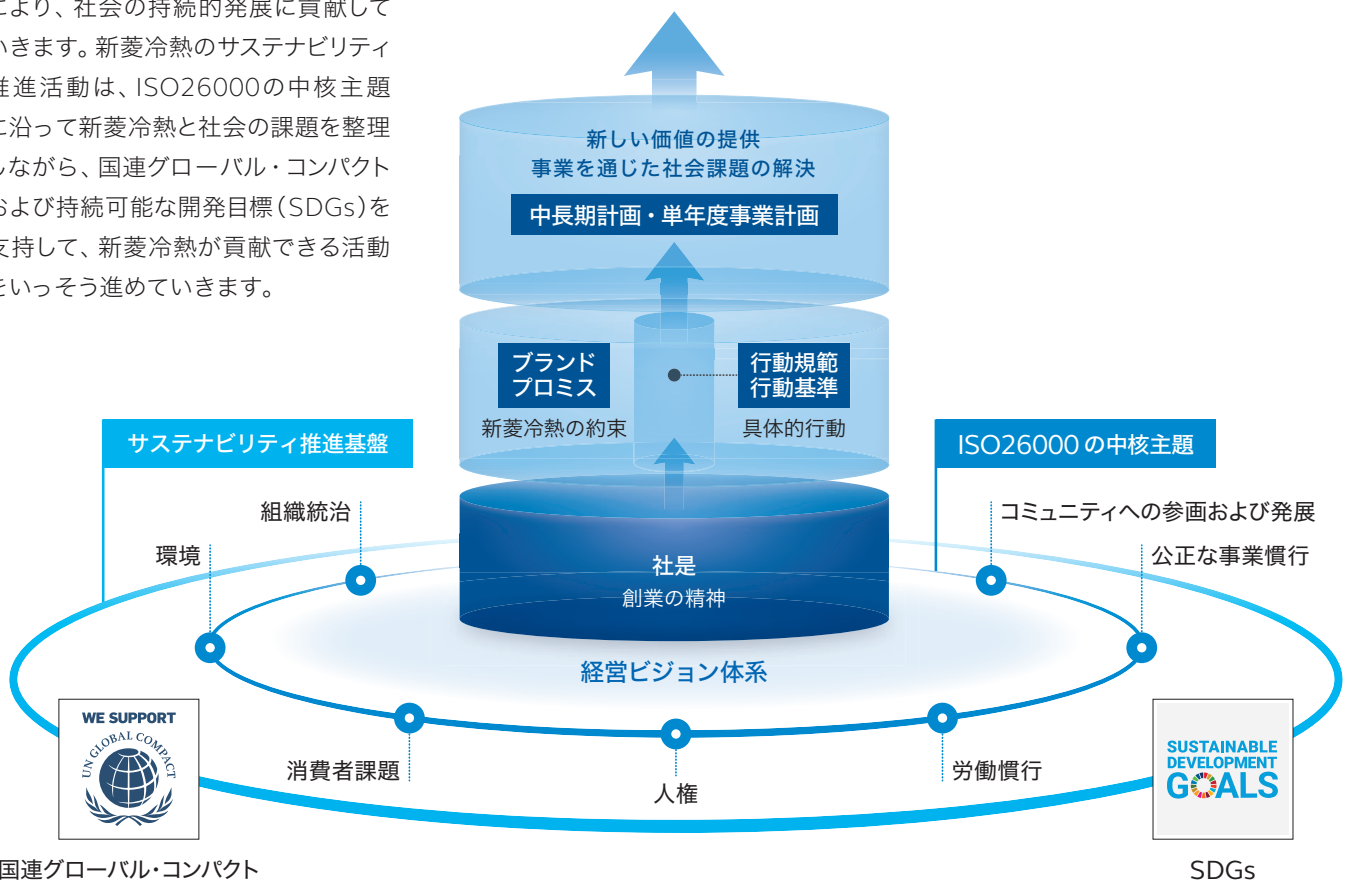 により、社会の持続的発展に貢献して
いきます。新菱冷熱のサステナビリティ
推進活動は、ISO26000の中核主題
に沿って新菱冷熱と社会の課題を整理
しながら、国連グローバル・コンパクト
および持続可能な開発目標(SDGs)を
支持して、新菱冷熱が貢献できる活動
をいっそう進めていきます。
新しい価値の提供
事業を通じた社会課題の解決
中長期計画・単年度事業計画
ブランド
プロミス
新菱冷熱の約束
行動規範
行動基準
具体的行動
サステナビリティ推進基盤
ISO26000の中核主題
組織統治
環境
コミュニティへの参画および発展
公正な事業慣行
社是
創業の精神
経営ビジョン体系
消費者課題
人権
労働慣行
WE SUPPORT
UN GLOBAL COMPACT
国連グローバル・コンパクト
SUSTAINABLE
DEVELOPMENT
GOALS
SDGs